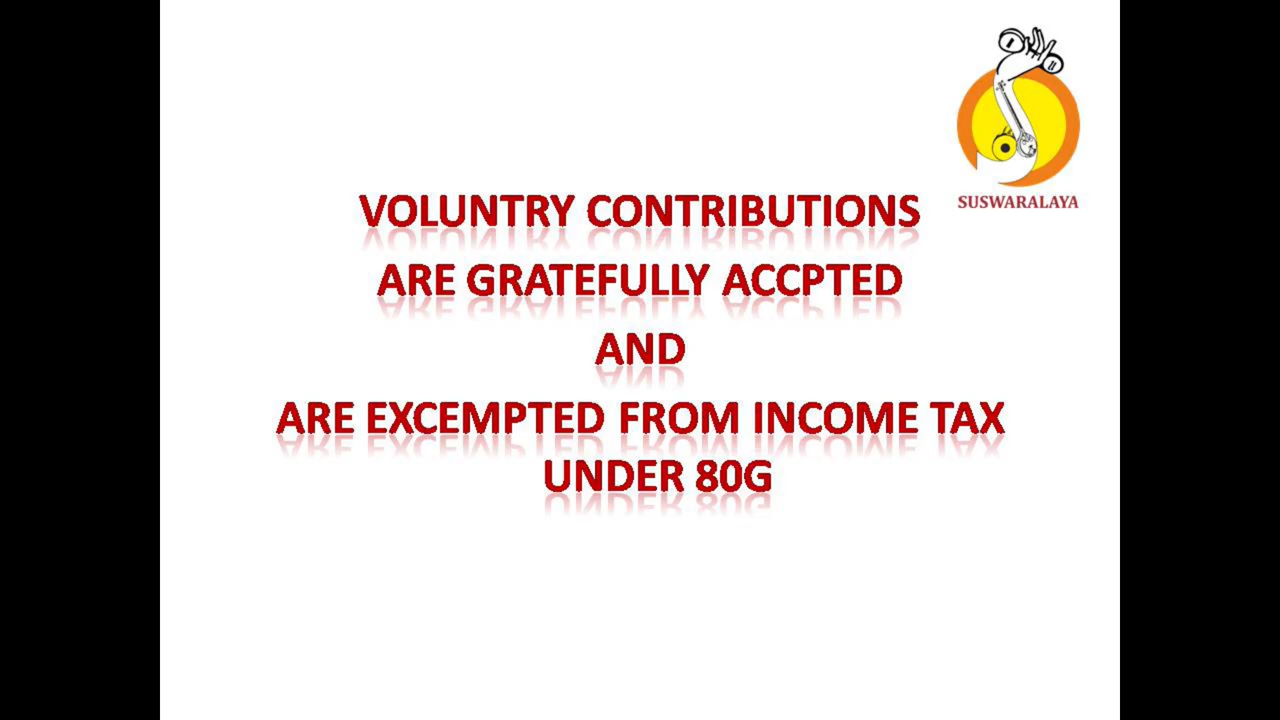 SUSWARALAYA
VOLUNTRY CONTRIBUTIONS
ARE GRATEFULLY ACCPTED
AND
ARE EXCEMPTED FROM INCOME TAX
UNDER 80G